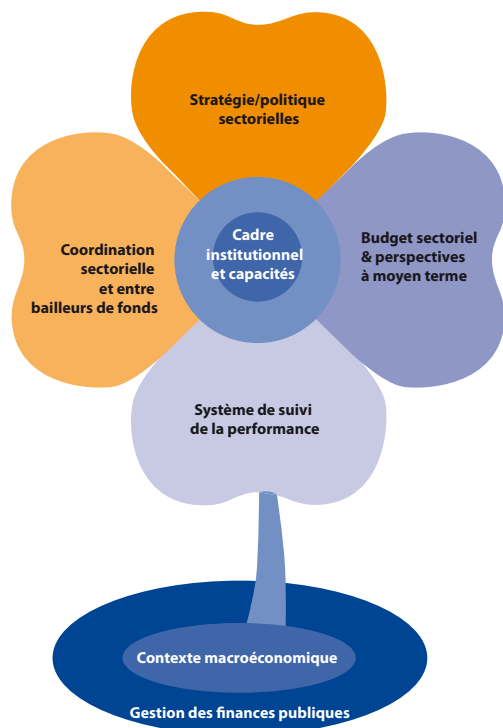 Stratégie/politique
sectorielles
Cadre
institutionnel
et capacités
Coordination
sectorielle
et entre
bailleurs de fonds
Budget sectoriel
& perspectives
à moyen terme
Système de suivi
de la performance
Contexte macroéconomique
Gestion des finances publiques